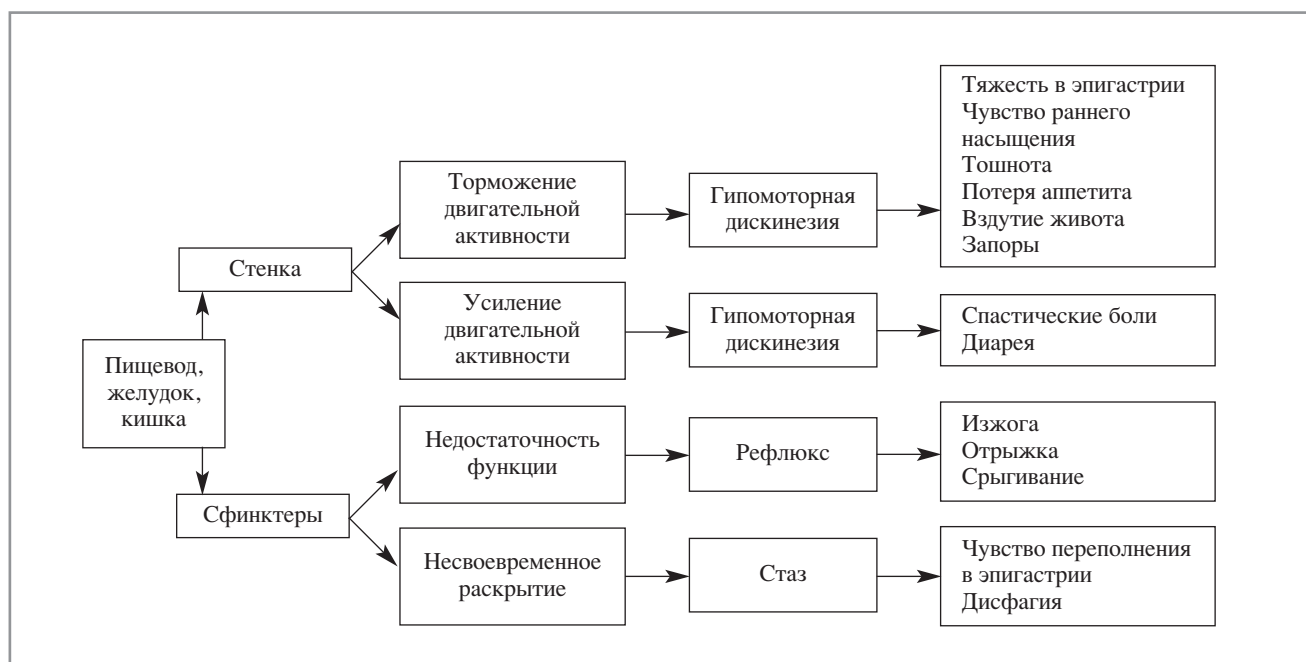 Пищевод,
желудок,
кишка
Стенка
Торможение
двигательной
активности
Гипомоторная
дискинезия
Тяжесть в эпигастрии
Чувство раннего
насыщения
Тошнота
Потеря аппетита
Вздутие живота
Запоры
Усиление
двигательной
активности
Гипомоторная
дискинезия
Спастические боли
Диарея
Сфинктеры
Недостаточность
функции
Рефлюкс
Изжога
Отрыжка
Срыгивание
Несвоевременное
раскрытие
Стаз
Чувство переполнения
в эпигастрии
Дисфагия